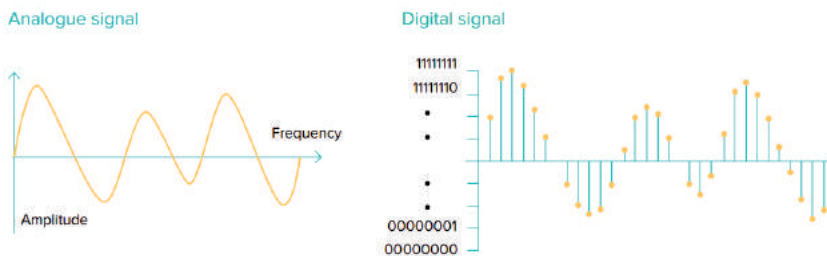 Analogue signal
Frequency
Amplitude
Digital signal
11111111
11111110
00000001
00000000